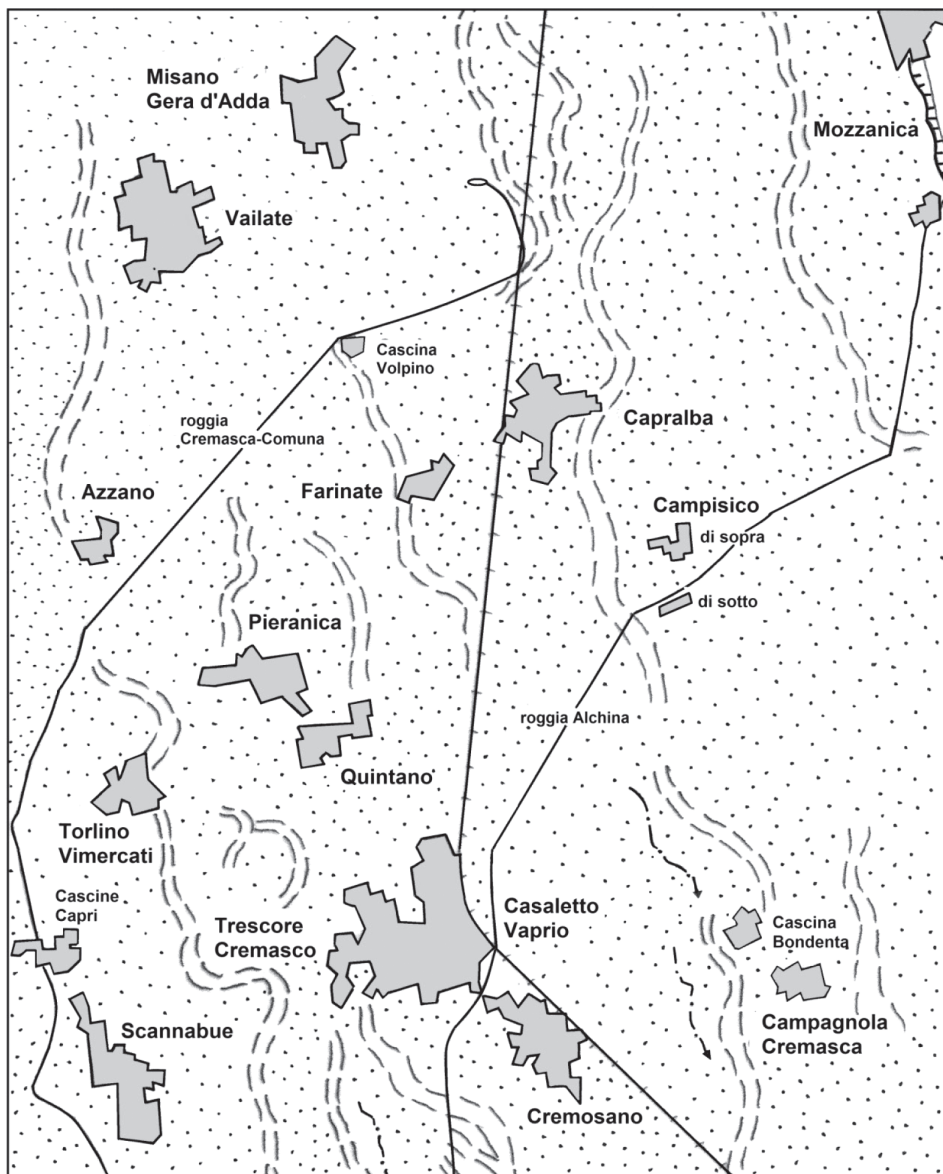 Misano
Gera d'Adda
Mozzanica
Vailate
Cascina
Volpino
roggia
Cremasca-Comuna
Capralba
Azzano
Farinate
Campisico
di sopra
di sotto
Pieranica
roggia Alchina
Quintano
Torlino
Vimercati
Cascine
Capri
Trescore
Cremasco
Casaletto
Vaprio
Cascina
Bondenta
Scannabue
Campagnola
Cremasca
Cremosano